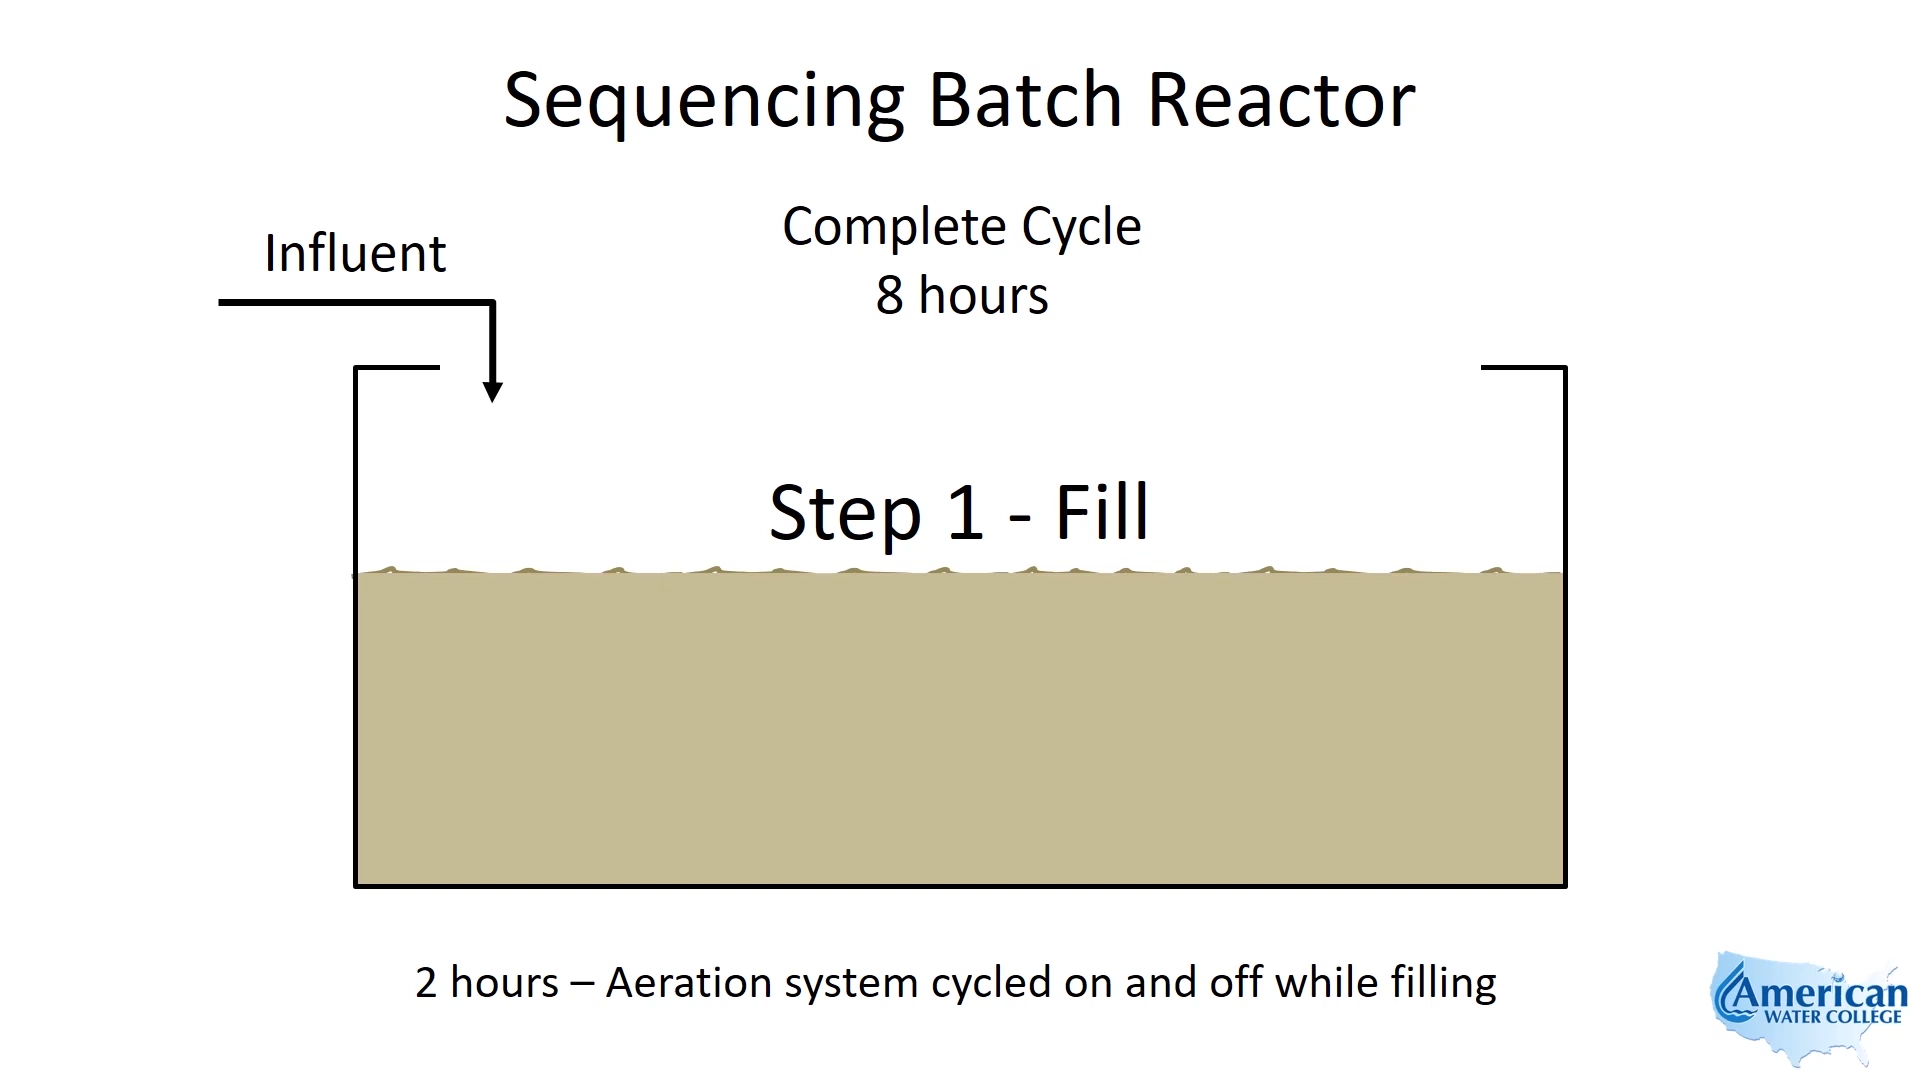 Sequencing Batch Reactor
Complete Cycle
8 hours
Influent
Step 1 - Fill
2 hours – Aeration system cycled on and off while filling
American
WATER COLLEGE